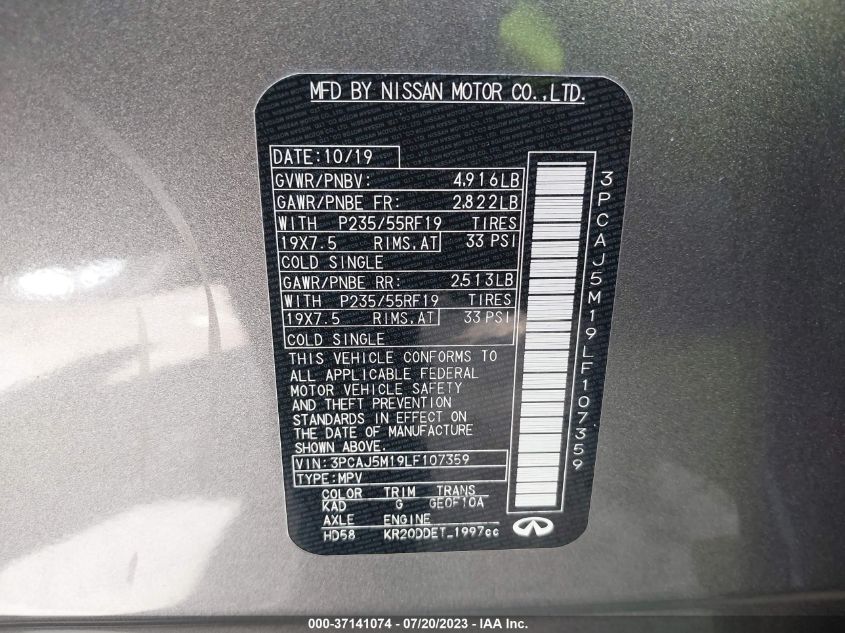 MFD BY NISSAN MOTOR CO.,LTD.
DATE:10/19
GVWR/PNBV: 4,916LB
GAWR/PNBE FR: 2,822LB
WITH P235/55RF19 TIRES
19X7.5 RIMS,AT 33 PSI
COLD SINGLE
GAWR/PNBE RR: 2,513LB
WITH P235/55RF19 TIRES
19X7.5 RIMS,AT 33 PSI
COLD SINGLE
THIS VEHICLE CONFORMS TO
ALL APPLICABLE FEDERAL
MOTOR VEHICLE SAFETY
AND THEFT PREVENTION
STANDARDS IN EFFECT ON
THE DATE OF MANUFACTURE
SHOWN ABOVE.
VIN:3PCAJ5M19LF107359
TYPE:MPV
COLOR TRIM TRANS
KAD G GE0F10A
AXLE ENGINE
HD58 KR20DDET_1997cc
3PCAJ5M19LF107359
000-37141074 / 07/20/2023 - © IAA Inc.